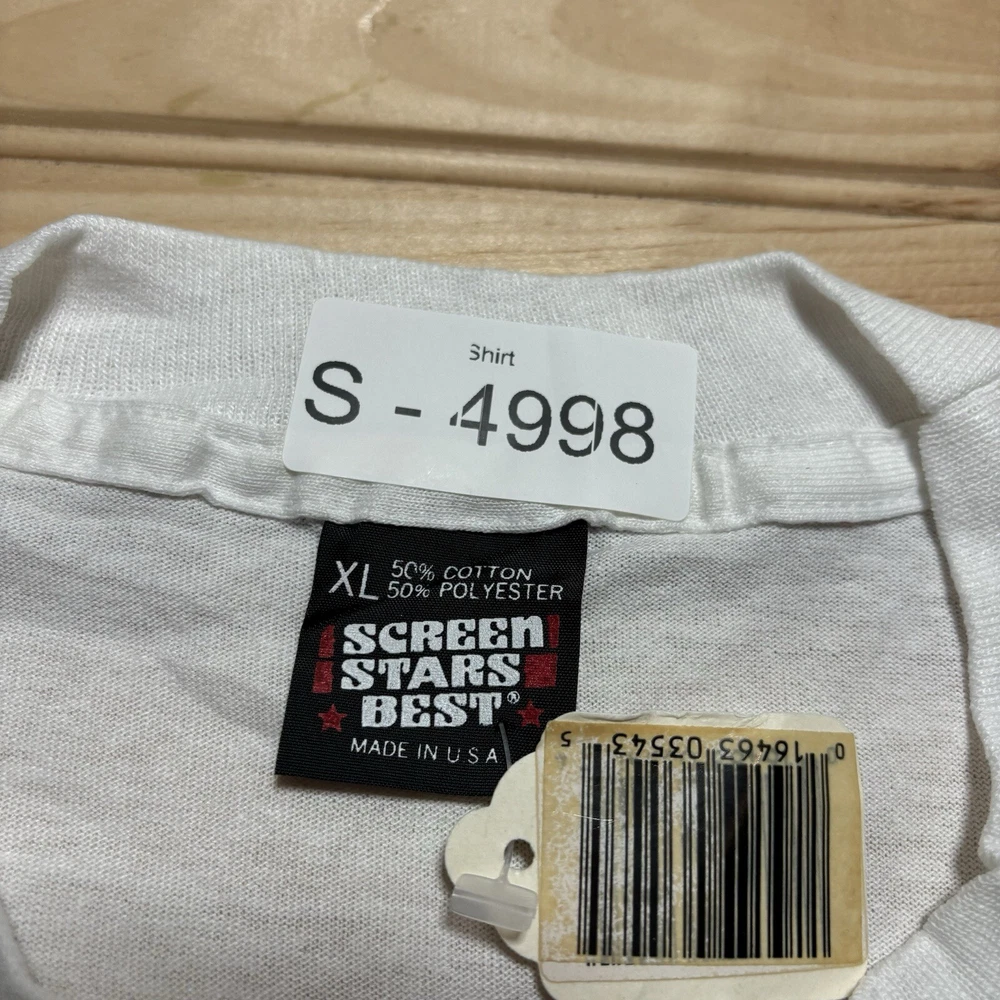 Shirt
S - 4998
XL 50% COTTON
50% POLYESTER
SCREEN
STARS
BEST®
MADE IN U S A
0 16463 03543 5